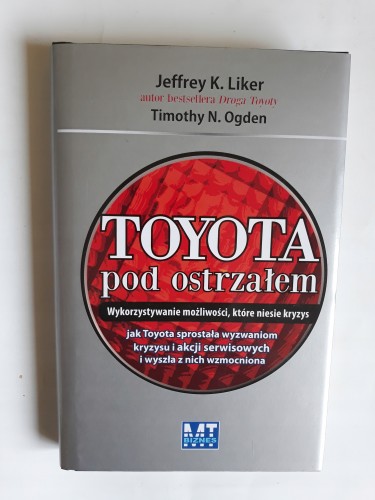 Jeffrey K. Liker
autor bestsellera Droga Toyoty
Timothy N. Ogden
TOYOTA
pod ostrzałem
Wykorzystywanie możliwości, które niesie kryzys
jak Toyota sprostała wyzwaniom
kryzysu i akcji serwisowych
i wyszła z nich wzmocniona
MT
BIZNES